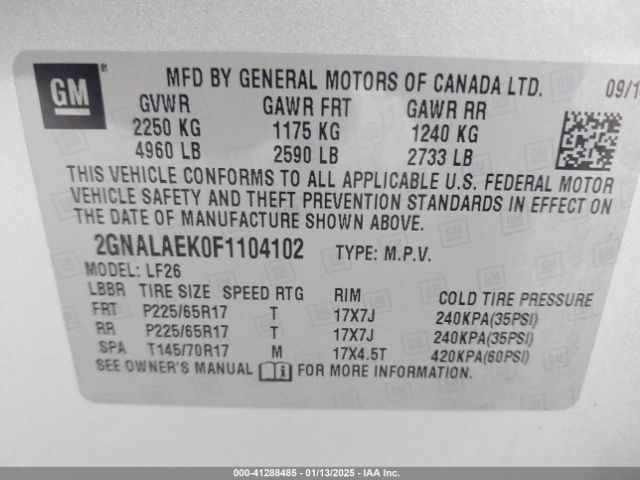 GM ®
MFD BY GENERAL MOTORS OF CANADA LTD. 09/1
GVWR GAWR FRT GAWR RR
2250 KG 1175 KG 1240 KG
4960 LB 2590 LB 2733 LB
THIS VEHICLE CONFORMS TO ALL APPLICABLE U.S. FEDERAL MOTOR
VEHICLE SAFETY AND THEFT PREVENTION STANDARDS IN EFFECT ON
THE DATE OF MANUFACTURE SHOWN ABOVE.
2GNALAEK0F1104102 TYPE: M.P.V.
MODEL: LF26
LBBR TIRE SIZE SPEED RTG RIM COLD TIRE PRESSURE
FRT P225/65R17 T 17X7J 240KPA(35PSI)
RR P225/65R17 T 17X7J 240KPA(35PSI)
SPA T145/70R17 M 17X4.5T 420KPA(60PSI)
SEE OWNER'S MANUAL FOR MORE INFORMATION.
000-41288485 - 01/13/2025 - IAAI.com